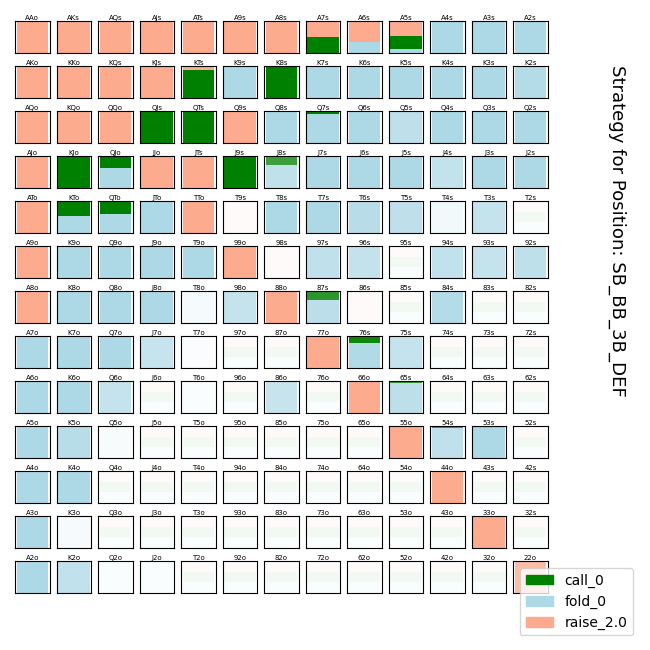 AAo AKs AQs AJs ATs A9s A8s A7s A6s A5s A4s A3s A2s
AKo KKo KQs KJs KTs K9s K8s K7s K6s K5s K4s K3s K2s
AQo KQo QQo QJs QTs Q9s Q8s Q7s Q6s Q5s Q4s Q3s Q2s
AJo KJo QJo JJo JTs J9s J8s J7s J6s J5s J4s J3s J2s
ATo KTo QTo JTo TTo T9s T8s T7s T6s T5s T4s T3s T2s
A9o K9o Q9o J9o T9o 99o 98s 97s 96s 95s 94s 93s 92s
A8o K8o Q8o J8o T8o 98o 88o 87s 86s 85s 84s 83s 82s
A7o K7o Q7o J7o T7o 97o 87o 77o 76s 75s 74s 73s 72s
A6o K6o Q6o J6o T6o 96o 86o 76o 66o 65s 64s 63s 62s
A5o K5o Q5o J5o T5o 95o 85o 75o 65o 55o 54s 53s 52s
A4o K4o Q4o J4o T4o 94o 84o 74o 64o 54o 44o 43s 42s
A3o K3o Q3o J3o T3o 93o 83o 73o 63o 53o 43o 33o 32s
A2o K2o Q2o J2o T2o 92o 82o 72o 62o 52o 42o 32o 22o
Strategy for Position: SB_BB_3B_DEF
call_0
fold_0
raise_2.0